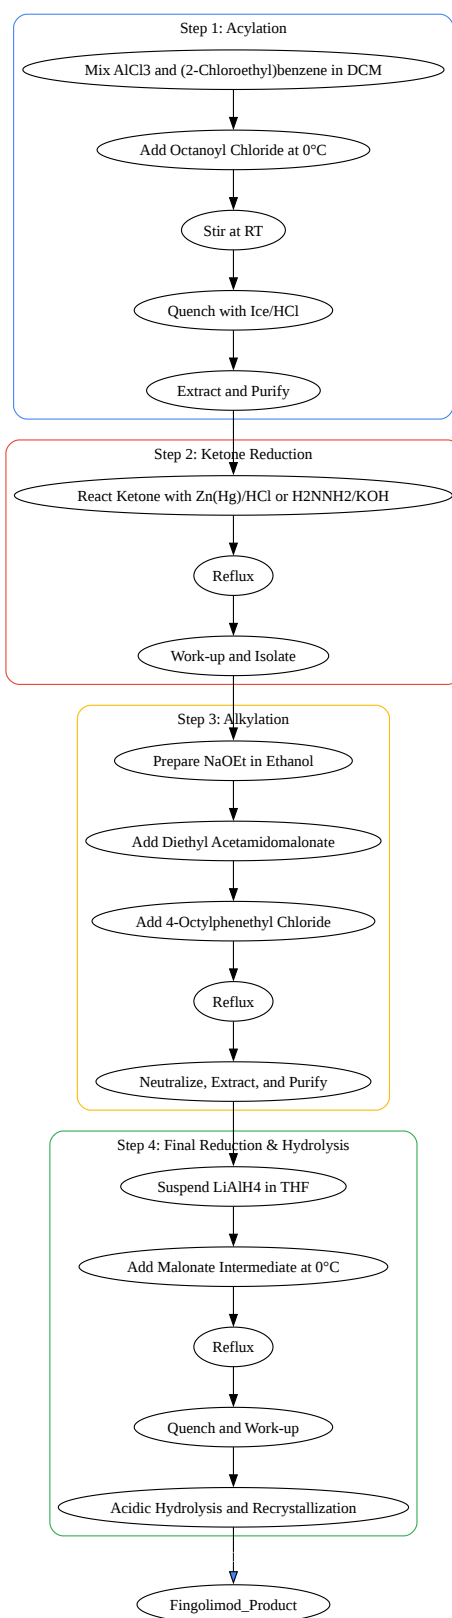 Step 1: Acylation
Mix AlCl3 and (2-Chloroethyl)benzene in DCM
Add Octanoyl Chloride at 0°C
Stir at RT
Quench with Ice/HCl
Extract and Purify
Step 2: Ketone Reduction
React Ketone with Zn(Hg)/HCl or H2NNH2/KOH
Reflux
Work-up and Isolate
Step 3: Alkylation
Prepare NaOEt in Ethanol
Add Diethyl Acetamidomalonate
Add 4-Octylphenethyl Chloride
Reflux
Neutralize, Extract, and Purify
Step 4: Final Reduction & Hydrolysis
Suspend LiAlH4 in THF
Add Malonate Intermediate at 0°C
Reflux
Quench and Work-up
Acidic Hydrolysis and Recrystallization
Fingolimod_Product